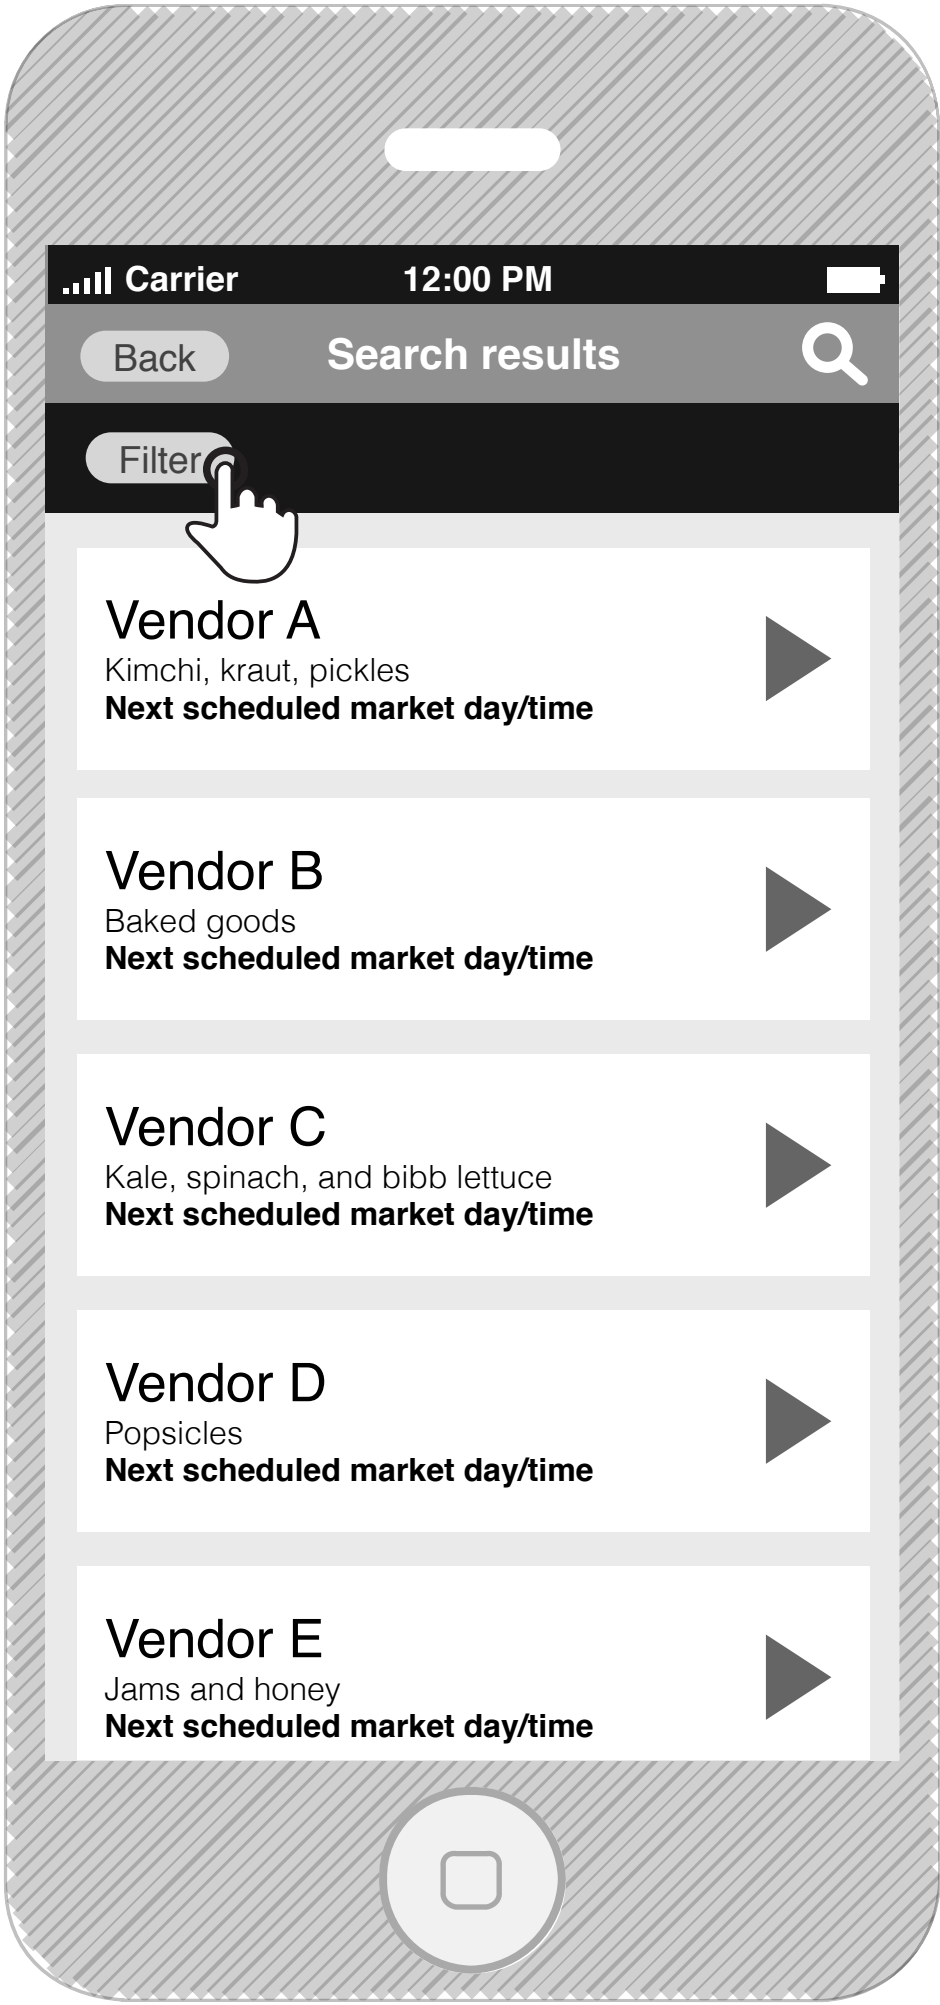 Carrier 12:00 PM
Back Search results
Filter
Vendor A
Kimchi, kraut, pickles
Next scheduled market day/time
Vendor B
Baked goods
Next scheduled market day/time
Vendor C
Kale, spinach, and bibb lettuce
Next scheduled market day/time
Vendor D
Popsicles
Next scheduled market day/time
Vendor E
Jams and honey
Next scheduled market day/time